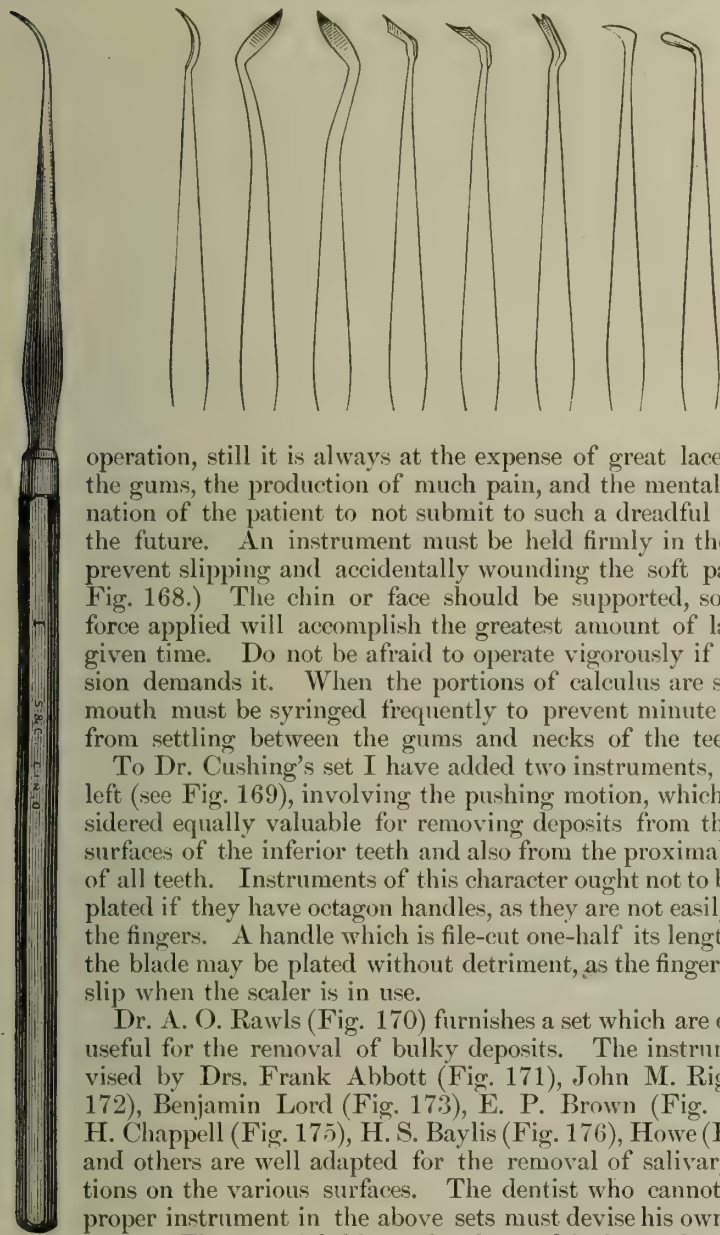 operation, still it is always at the expense of great lace
the gums, the production of much pain, and the mental
nation of the patient to not submit to such a dreadful
the future. An instrument must be held firmly in the
prevent slipping and accidentally wounding the soft pa
Fig. 168.) The chin or face should be supported, so
force applied will accomplish the greatest amount of la
given time. Do not be afraid to operate vigorously if
sion demands it. When the portions of calculus are s
mouth must be syringed frequently to prevent minute
from settling between the gums and necks of the tee
To Dr. Cushing's set I have added two instruments,
left (see Fig. 169), involving the pushing motion, which
sidered equally valuable for removing deposits from th
surfaces of the inferior teeth and also from the proxima
of all teeth. Instruments of this character ought not to b
plated if they have octagon handles, as they are not easil
the fingers. A handle which is file-cut one-half its lengt
the blade may be plated without detriment, as the finger
slip when the scaler is in use.
Dr. A. O. Rawls (Fig. 170) furnishes a set which are e
useful for the removal of bulky deposits. The instrum
vised by Drs. Frank Abbott (Fig. 171), John M. Rig
172), Benjamin Lord (Fig. 173), E. P. Brown (Fig.
H. Chappell (Fig. 175), H. S. Baylis (Fig. 176), Howe (F
and others are well adapted for the removal of salivar
tions on the various surfaces. The dentist who cannot
proper instrument in the above sets must devise his own